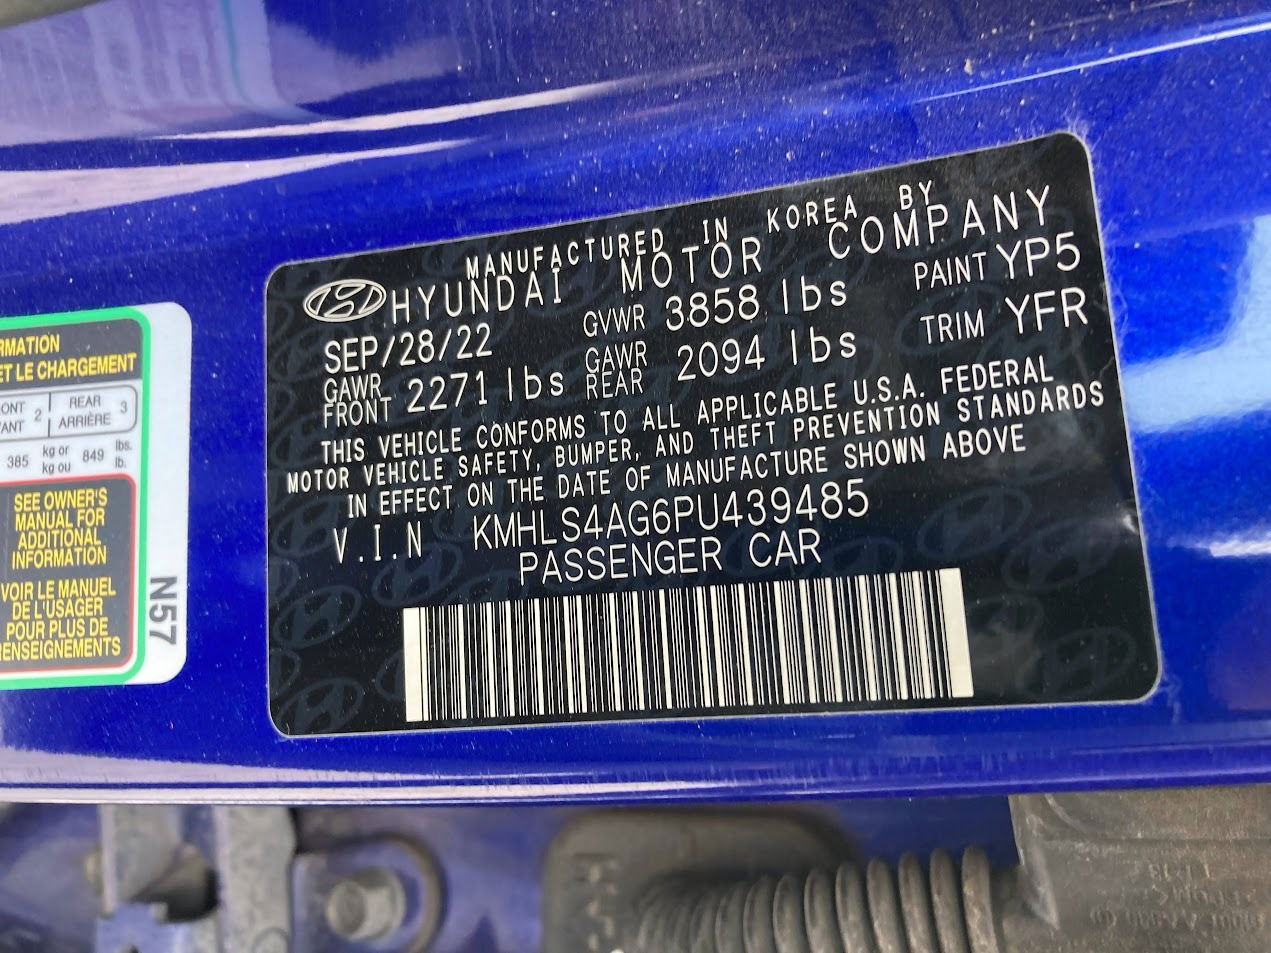 MANUFACTURED IN KOREA BY
HYUNDAI MOTOR COMPANY
SEP/28/22 GVWR 3858 lbs PAINT YP5
GAWR FRONT 2271 lbs GAWR REAR 2094 lbs TRIM YFR
THIS VEHICLE CONFORMS TO ALL APPLICABLE U.S.A. FEDERAL
MOTOR VEHICLE SAFETY, BUMPER, AND THEFT PREVENTION STANDARDS
IN EFFECT ON THE DATE OF MANUFACTURE SHOWN ABOVE
V.I.N KMHLS4AG6PU439485
PASSENGER CAR
RMATION
ET LE CHARGEMENT
ONT 2 REAR 3
ANT ARRIÈRE
385 kg or 849 lbs.
kg ou lb.
SEE OWNER'S
MANUAL FOR
ADDITIONAL
INFORMATION
VOIR LE MANUEL
DE L'USAGER
POUR PLUS DE
RENSEIGNEMENTS
N57